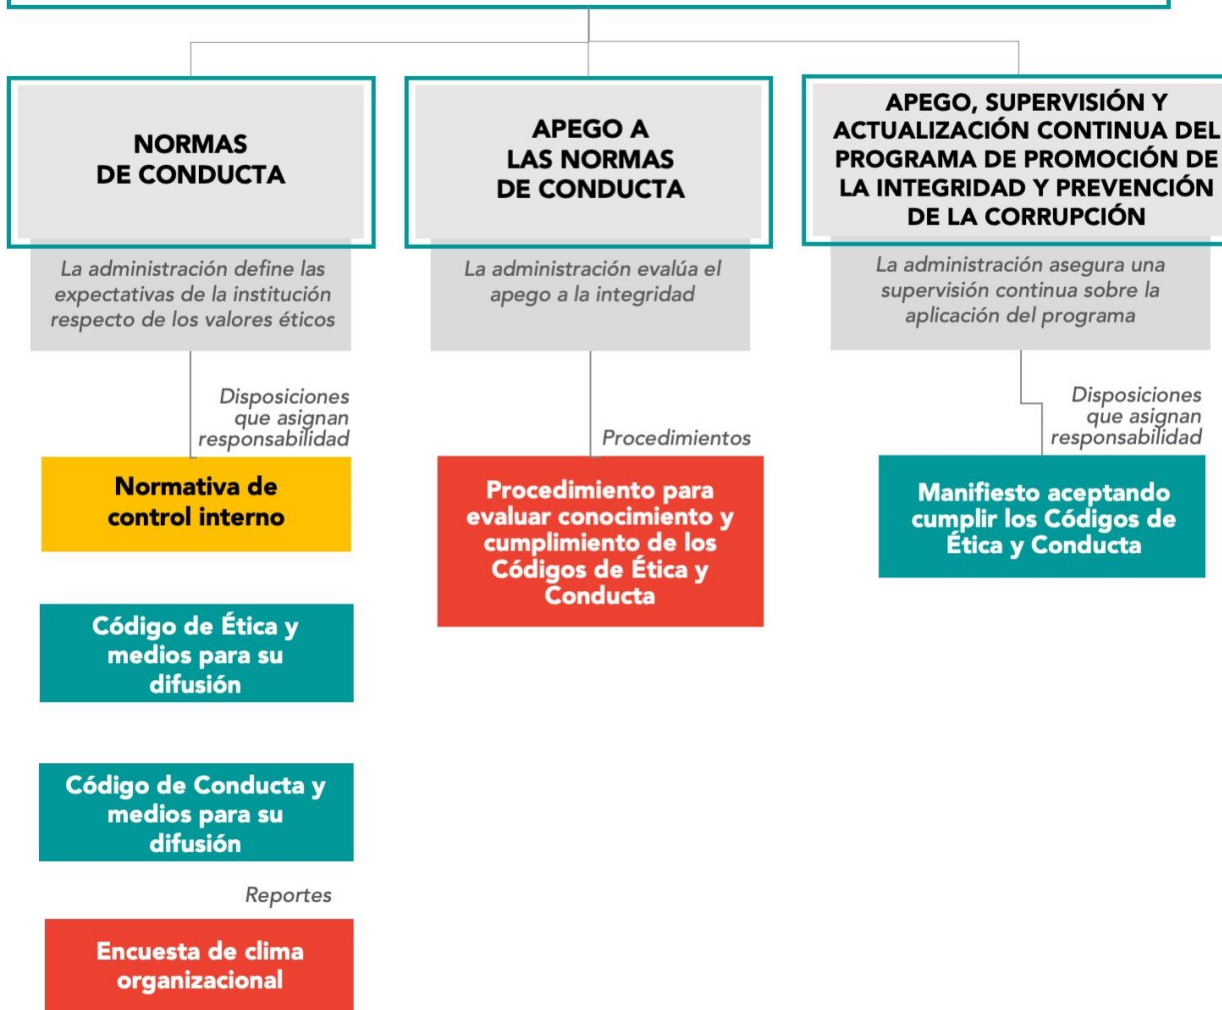 NORMAS
DE CONDUCTA
La administración define las
expectativas de la institución
respecto de los valores éticos
Disposiciones
que asignan
responsabilidad
Normativa de
control interno
Código de Ética y
medios para su
difusión
Código de Conducta y
medios para su
difusión
Reportes
Encuesta de clima
organizacional
APEGO A
LAS NORMAS
DE CONDUCTA
La administración evalúa el
apego a la integridad
Procedimientos
Procedimiento para
evaluar conocimiento y
cumplimiento de los
Códigos de Ética y
Conducta
APEGO, SUPERVISIÓN Y
ACTUALIZACIÓN CONTINUA DEL
PROGRAMA DE PROMOCIÓN DE
LA INTEGRIDAD Y PREVENCIÓN
DE LA CORRUPCIÓN
La administración asegura una
supervisión continua sobre la
aplicación del programa
Disposiciones
que asignan
responsabilidad
Manifiesto aceptando
cumplir los Códigos de
Ética y Conducta